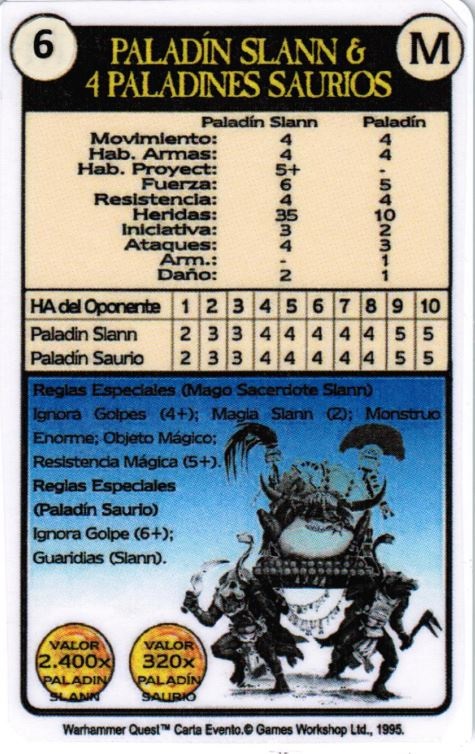 6
PALADÍN SLANN &
4 PALADINES SAURIOS
M
Paladín Slann Paladín
Movimiento: 4 4
Hab. Armas: 4 4
Hab. Proyect: 5+ -
Fuerza: 6 5
Resistencia: 4 4
Heridas: 35 10
Iniciativa: 3 2
Ataques: 4 3
Arm.: - 1
Daño: 2 1
HA del Oponente 1 2 3 4 5 6 7 8 9 10
Paladin Slann 2 3 3 4 4 4 4 4 5 5
Paladín Saurio 2 3 3 4 4 4 4 4 5 5
Reglas Especiales (Mago Sacerdote Slann)
Ignora Golpes (4+); Magia Slann (2); Monstruo
Enorme; Objeto Mágico;
Resistencia Mágica (5+).
Reglas Especiales
(Paladín Saurio)
Ignora Golpe (6+);
Guaridias (Slann).
VALOR
2.400x
PALADIN
SLANN
VALOR
320x
PALADÍN
SAURIO
Warhammer Quest™ Carta Evento.© Games Workshop Ltd., 1995.